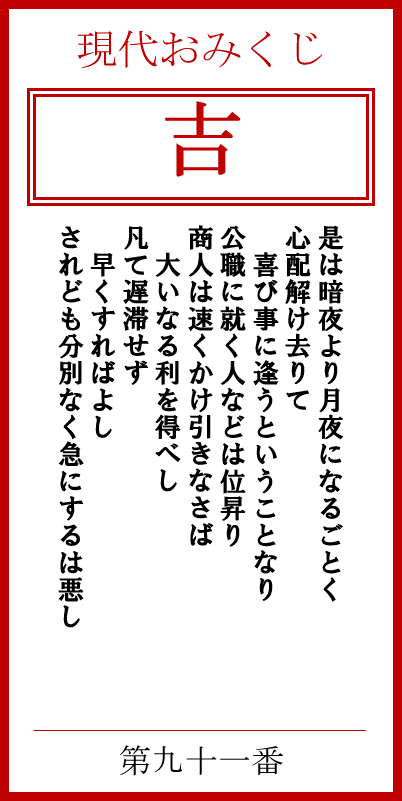 現代おみくじ
吉
是は暗夜より月夜になるごとく
心配解け去りて
喜び事に逢うということなり
公職に就く人などは位昇り
商人は速くかけ引きなさば
大いなる利を得べし
凡て遅滞せず
早くすればよし
されども分別なく急にするは悪し
第九十一番